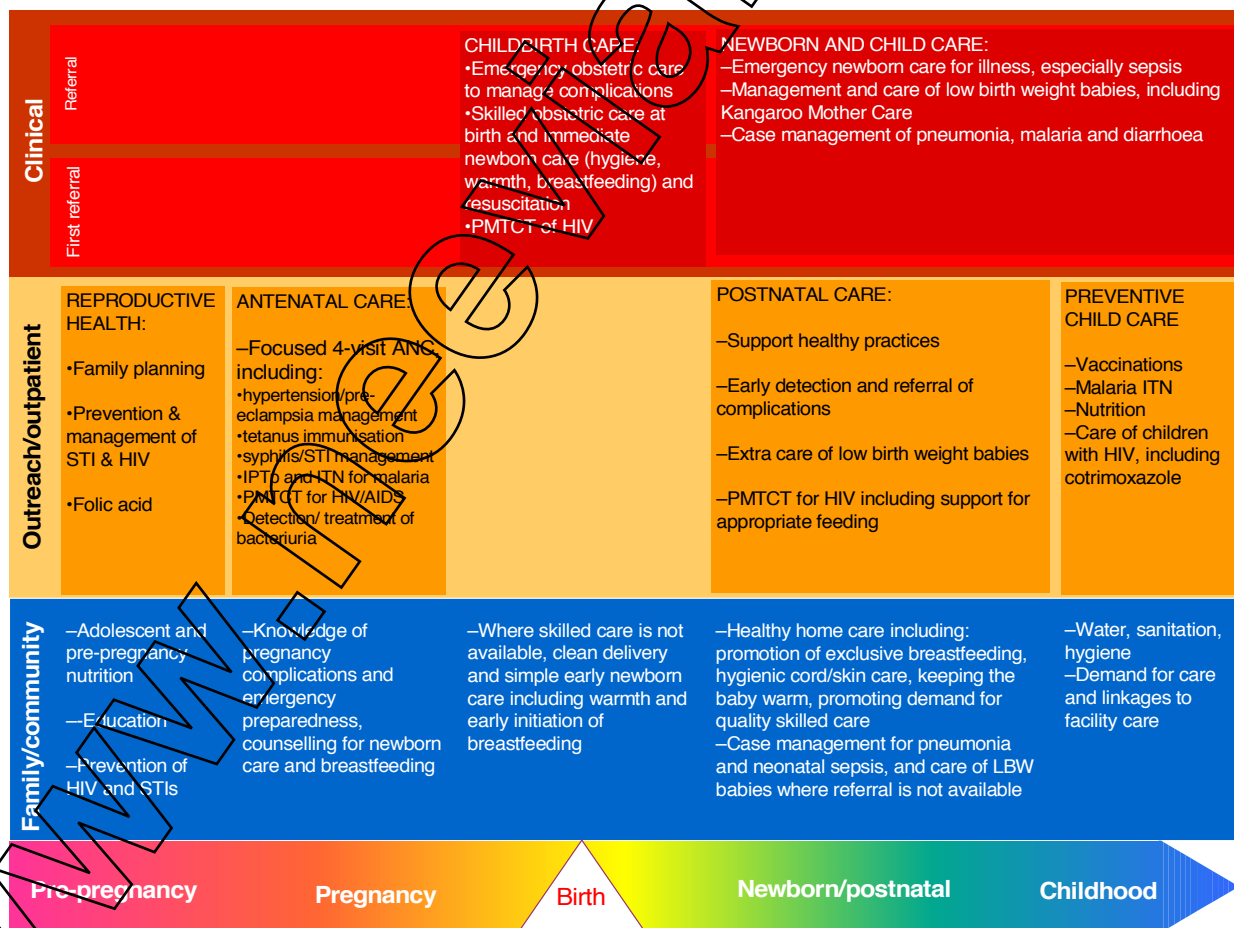 Clinical
Referral
First referral
CHILDBIRTH CARE:
•Emergency obstetric care
to manage complications
•Skilled obstetric care at
birth and immediate
newborn care (hygiene,
warmth, breastfeeding) and
resuscitation
•PMTCT of HIV
NEWBORN AND CHILD CARE:
–Emergency newborn care for illness, especially sepsis
–Management and care of low birth weight babies, including
Kangaroo Mother Care
–Case management of pneumonia, malaria and diarrhoea
Outreach/outpatient
REPRODUCTIVE
HEALTH:
•Family planning
•Prevention &
management of
STI & HIV
•Folic acid
ANTENATAL CARE:
–Focused 4-visit ANC,
including:
•hypertension/pre-
eclampsia management
•tetanus immunisation
•syphilis/STI management
•IPTp and ITN for malaria
•PMTCT for HIV/AIDS
•Detection/ treatment of
bacteriuria
POSTNATAL CARE:
–Support healthy practices
–Early detection and referral of
complications
–Extra care of low birth weight babies
–PMTCT for HIV including support for
appropriate feeding
PREVENTIVE
CHILD CARE
–Vaccinations
–Malaria ITN
–Nutrition
–Care of children
with HIV, including
cotrimoxazole
Family/community
–Adolescent and
pre-pregnancy
nutrition
–-Education
–Prevention of
HIV and STIs
–Knowledge of
pregnancy
complications and
emergency
preparedness,
counselling for newborn
care and breastfeeding
–Where skilled care is not
available, clean delivery
and simple early newborn
care including warmth and
early initiation of
breastfeeding
–Healthy home care including:
promotion of exclusive breastfeeding,
hygienic cord/skin care, keeping the
baby warm, promoting demand for
quality skilled care
–Case management for pneumonia
and neonatal sepsis, and care of LBW
babies where referral is not available
–Water, sanitation,
hygiene
–Demand for care
and linkages to
facility care
Pre-pregnancy
Pregnancy
Birth
Newborn/postnatal
Childhood